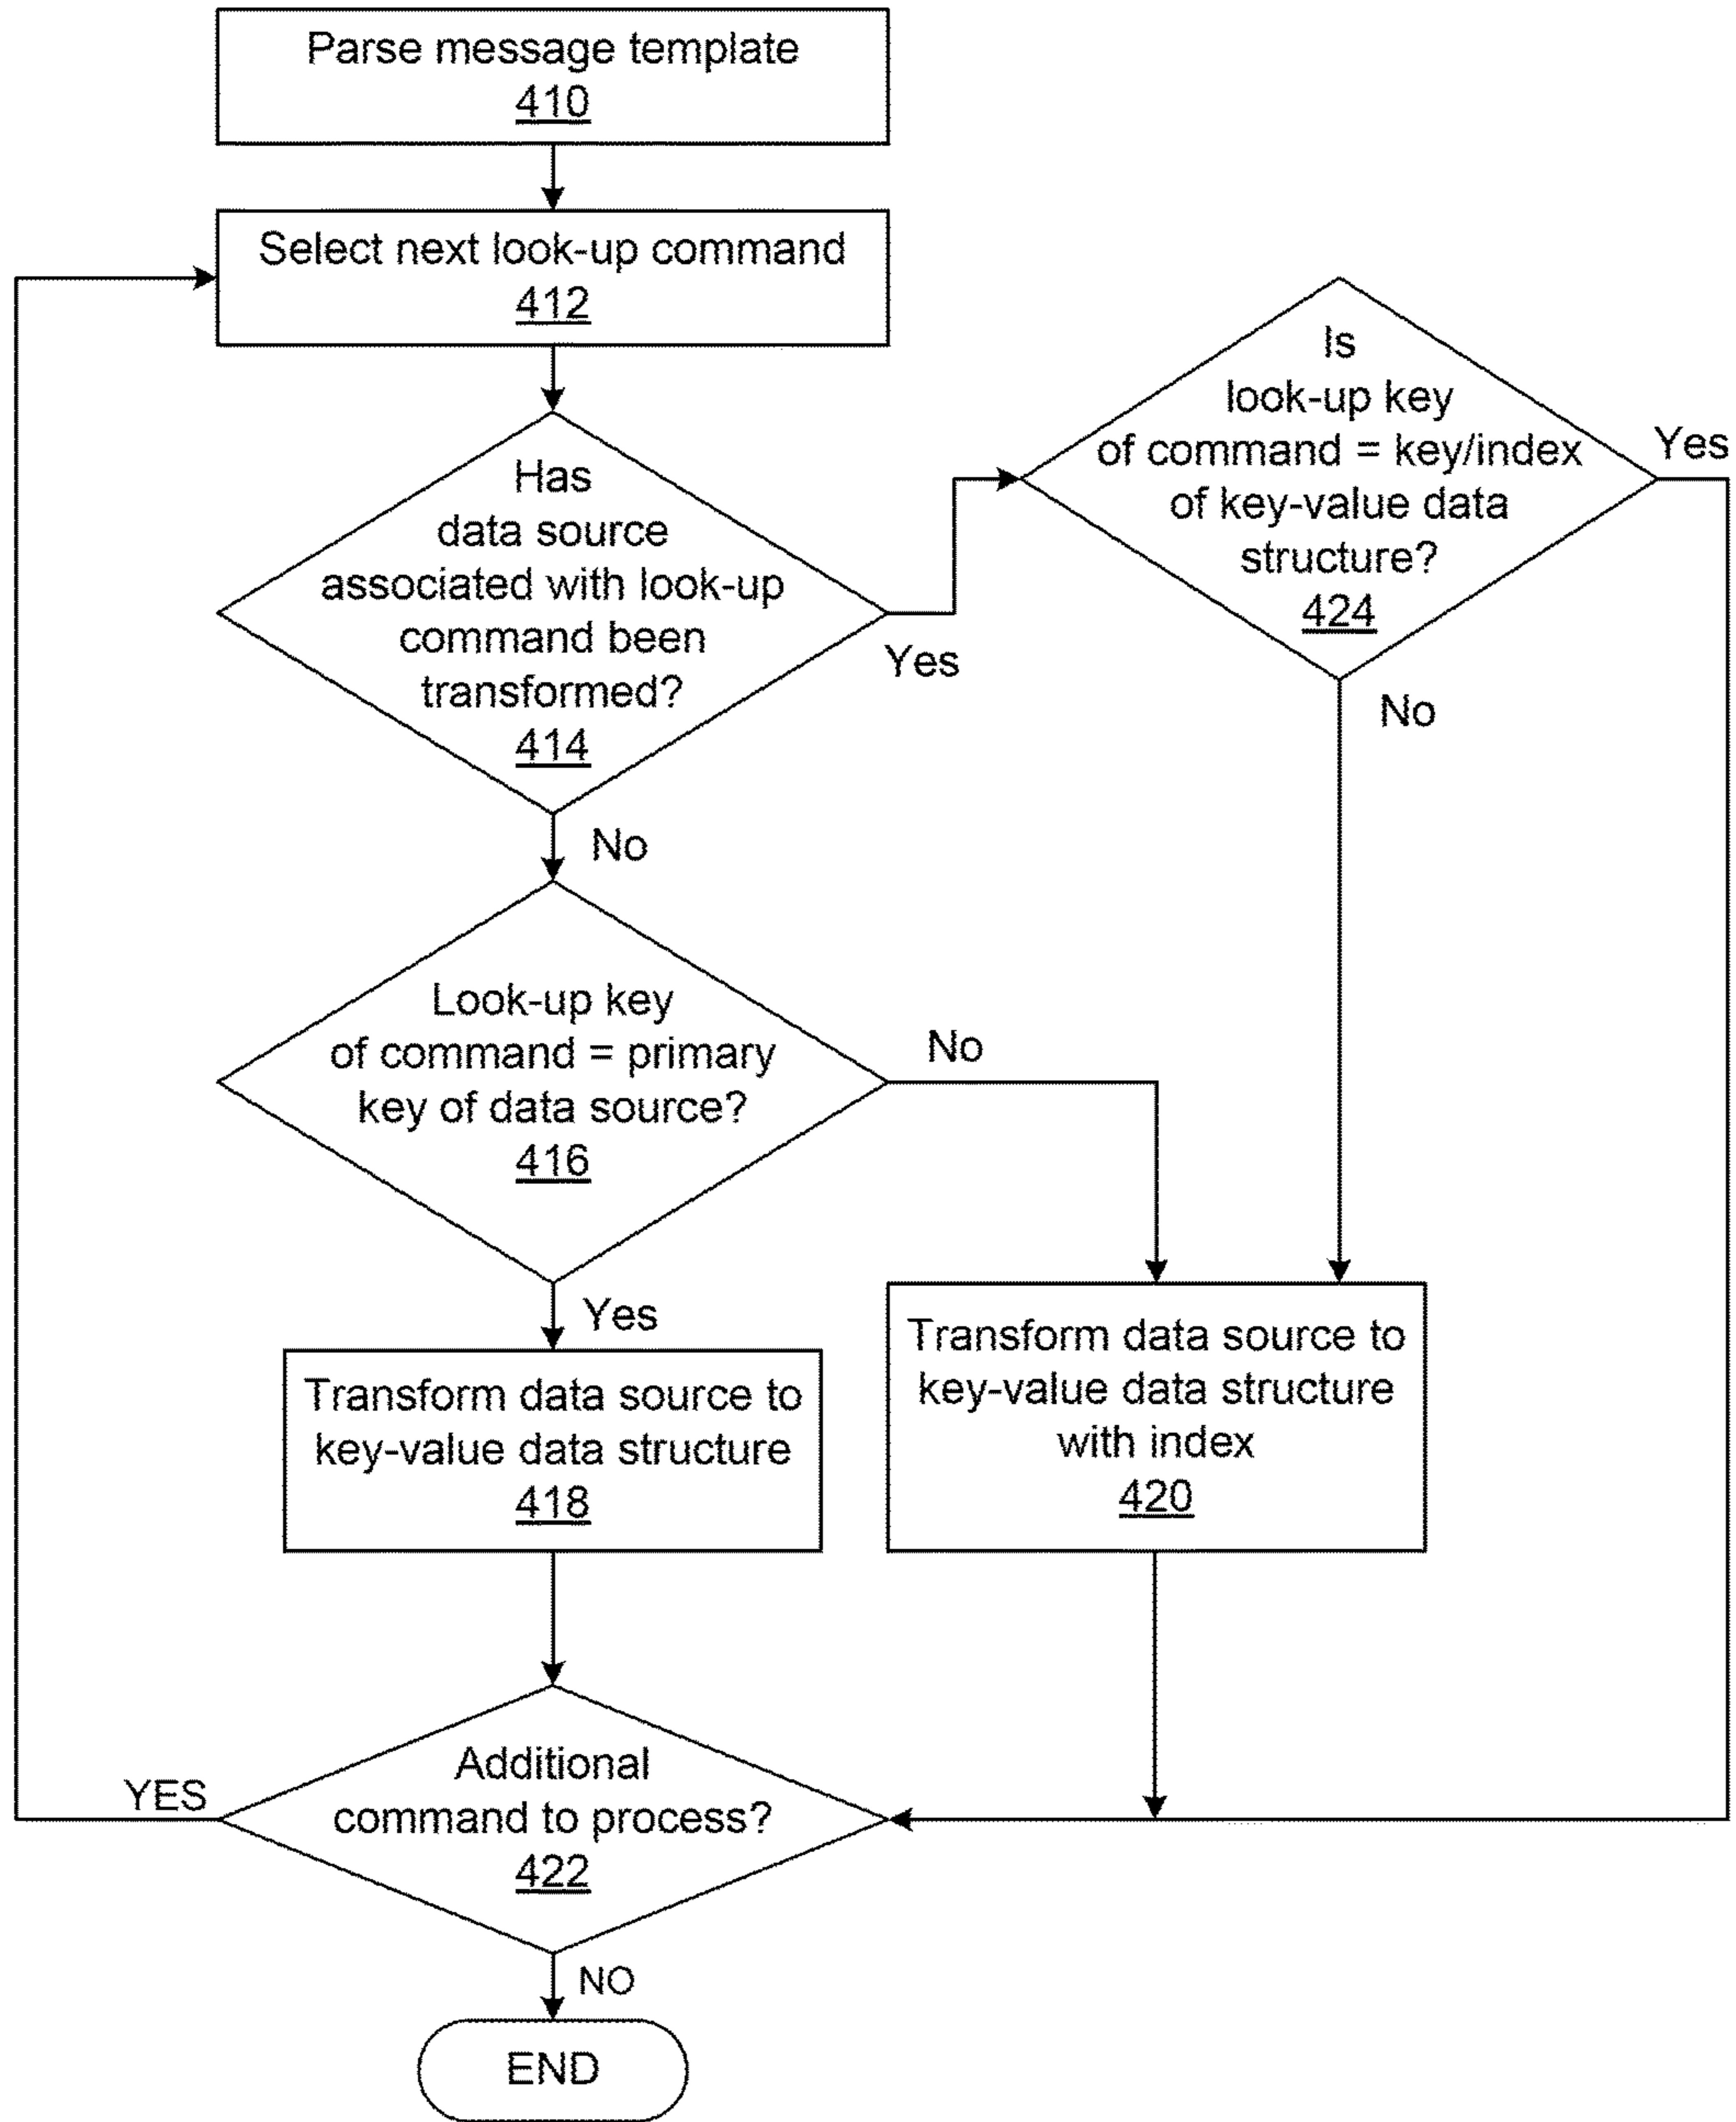 Parse message template
410
Select next look-up command
412
Is
look-up key
of command = key/index
of key-value data
structure?
424
Yes
No
Has
data source
associated with look-up
command been
transformed?
414
Yes
No
Look-up key
of command = primary
key of data source?
416
No
Yes
Transform data source to
key-value data structure
418
Transform data source to
key-value data structure
with index
420
Additional
command to process?
422
YES
NO
END